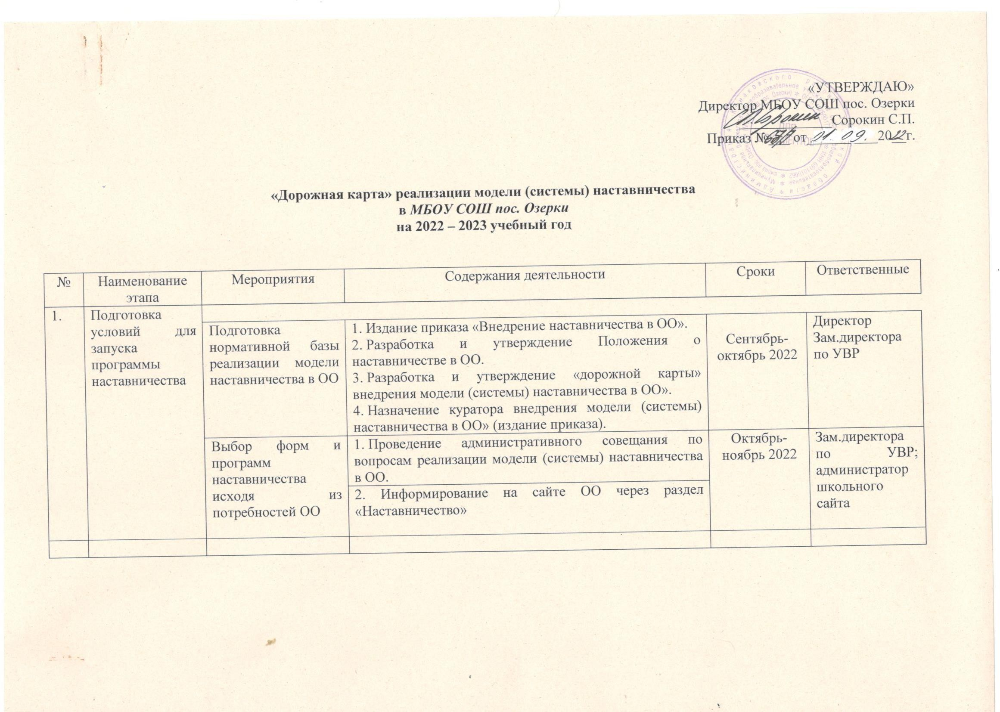 «УТВЕРЖДАЮ»
Директор МБОУ СОШ пос. Озерки
Сорокин С.П.
Приказ № от 01. 09. 2022г.
«Дорожная карта» реализации модели (системы) наставничества
в МБОУ СОШ пос. Озерки
на 2022 – 2023 учебный год
№
Наименование
этапа
Мероприятия
Содержания деятельности
Сроки
Ответственные
1.
Подготовка
условий для
запуска
программы
наставничества
Подготовка
нормативной базы
реализации модели
наставничества в ОО
1. Издание приказа «Внедрение наставничества в ОО».
2. Разработка и утверждение Положения о
наставничестве в ОО.
3. Разработка и утверждение «дорожной карты»
внедрения модели (системы) наставничества в ОО».
4. Назначение куратора внедрения модели (системы)
наставничества в ОО» (издание приказа).
Сентябрь-
октябрь 2022
Директор
Зам.директора
по УВР
Выбор форм и
программ
наставничества
исходя из
потребностей ОО
1. Проведение административного совещания по
вопросам реализации модели (системы) наставничества
в ОО.
2. Информирование на сайте ОО через раздел
«Наставничество»
Октябрь-
ноябрь 2022
Зам.директора
по УВР;
администратор
школьного
сайта